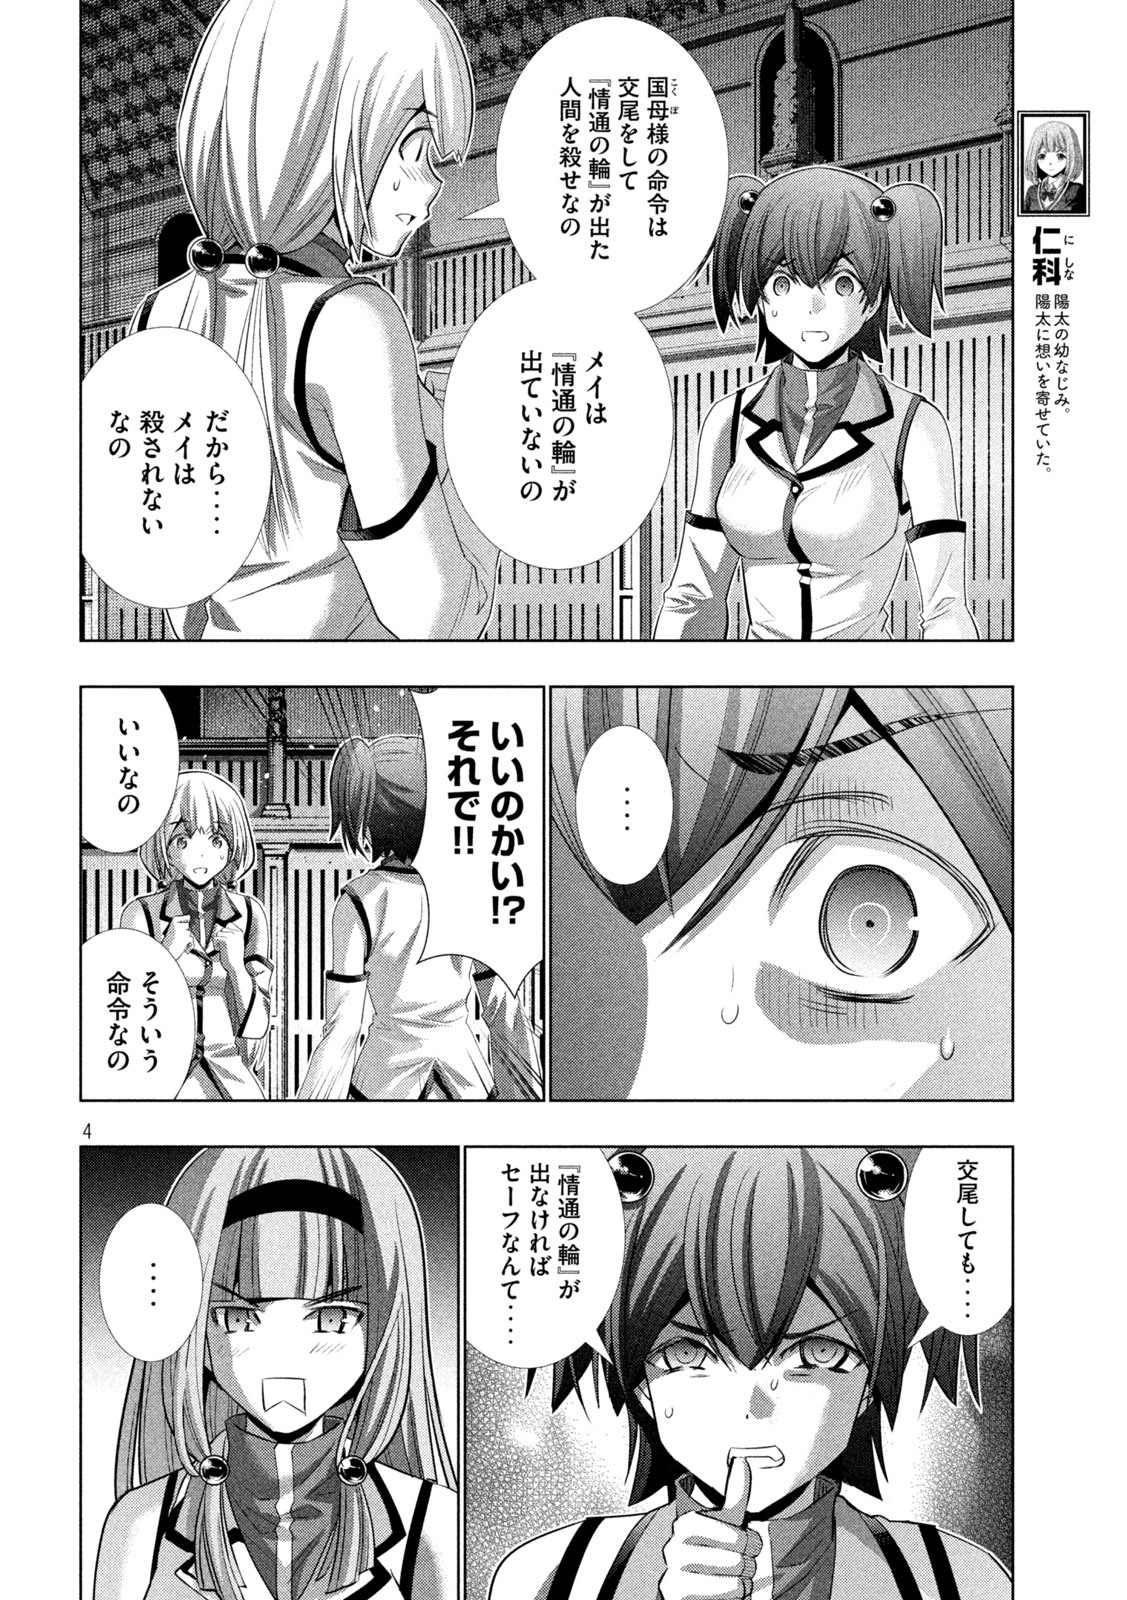 国母様の命令は
こくぼ
交尾をして
『情通の輪』が出た
人間を殺せなの
メイは
『情通の輪』が
出ていないの
だから‥‥
メイは
殺されない
なの
仁科
にしな
陽太の幼なじみ。
陽太に想いを寄せていた。
‥‥
いいのかい!?
それで!!
いいなの
そういう
命令なの
4
交尾しても‥‥
『情通の輪』が
出なければ
セーフなんて‥‥
‥‥